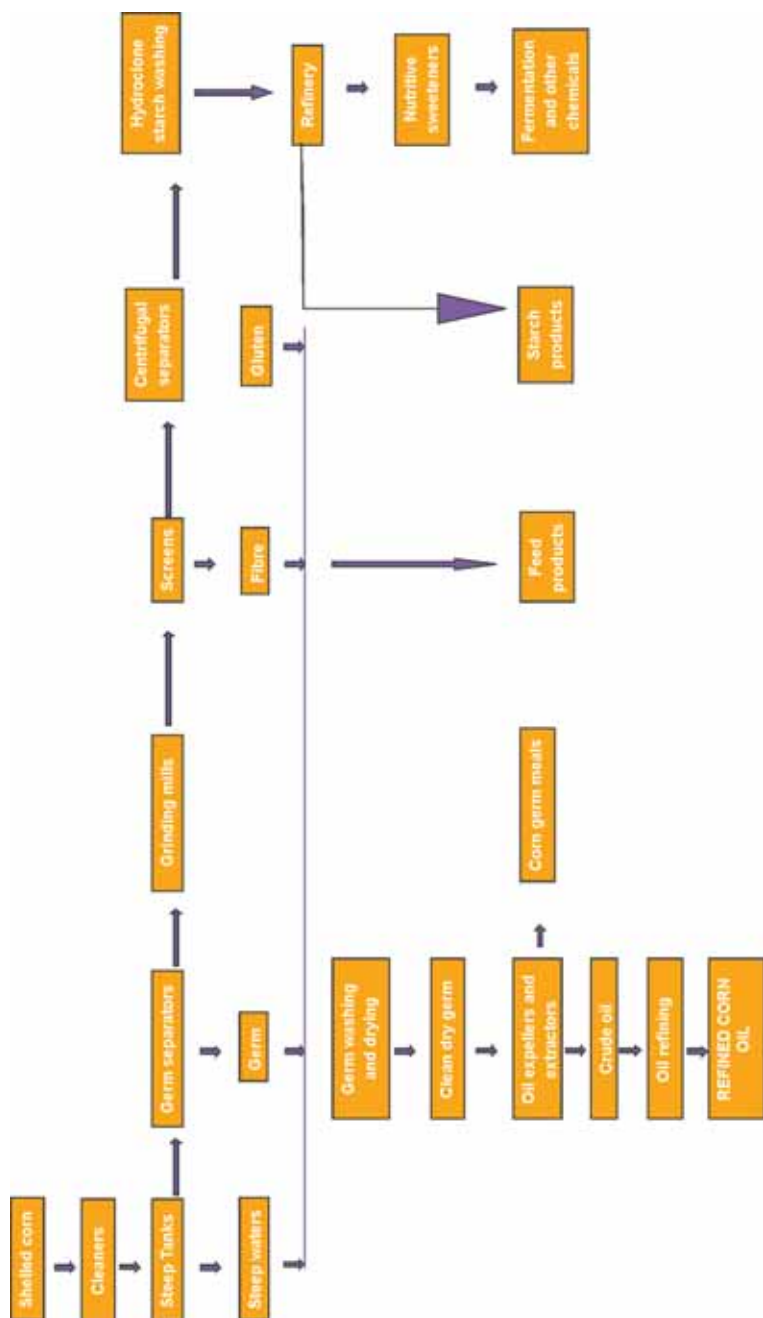 Shelled corn
Cleaners
Steep Tanks
Steep waters
Germ separators
Germ
Germ washing
and drying
Clean dry germ
Oil expellers and
extractors
Crude oil
Oil refining
REFINED CORN
OIL
Corn germ meals
Grinding mills
Screens
Fibre
Feed
products
Centrifugal
separators
Gluten
Starch
products
Hydroclone
starch washing
Refinery
Nutritive
sweeteners
Fermentation
and other
chemicals